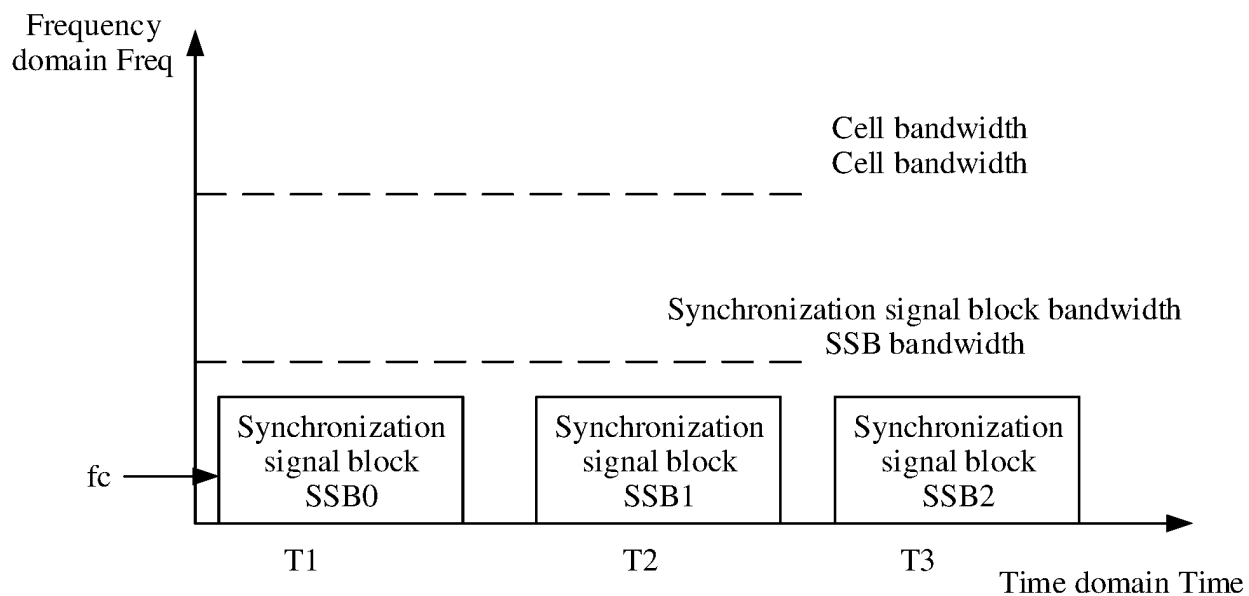 Frequency
domain Freq
Cell bandwidth
Cell bandwidth
Synchronization signal block bandwidth
SSB bandwidth
Synchronization
signal block
SSB0
Synchronization
signal block
SSB1
Synchronization
signal block
SSB2
fc
T1
T2
T3
Time domain Time